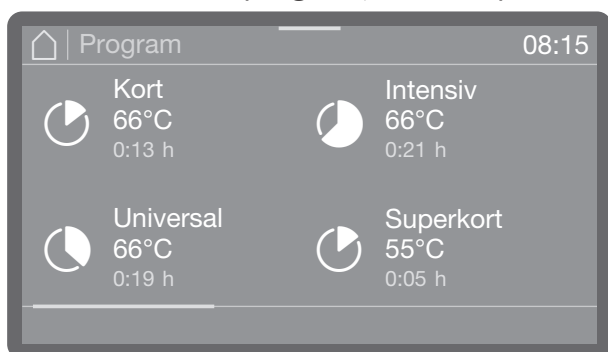 Program
08:15
Kort
66°C
0:13 h
Intensiv
66°C
0:21 h
Universal
66°C
0:19 h
Superkort
55°C
0:05 h